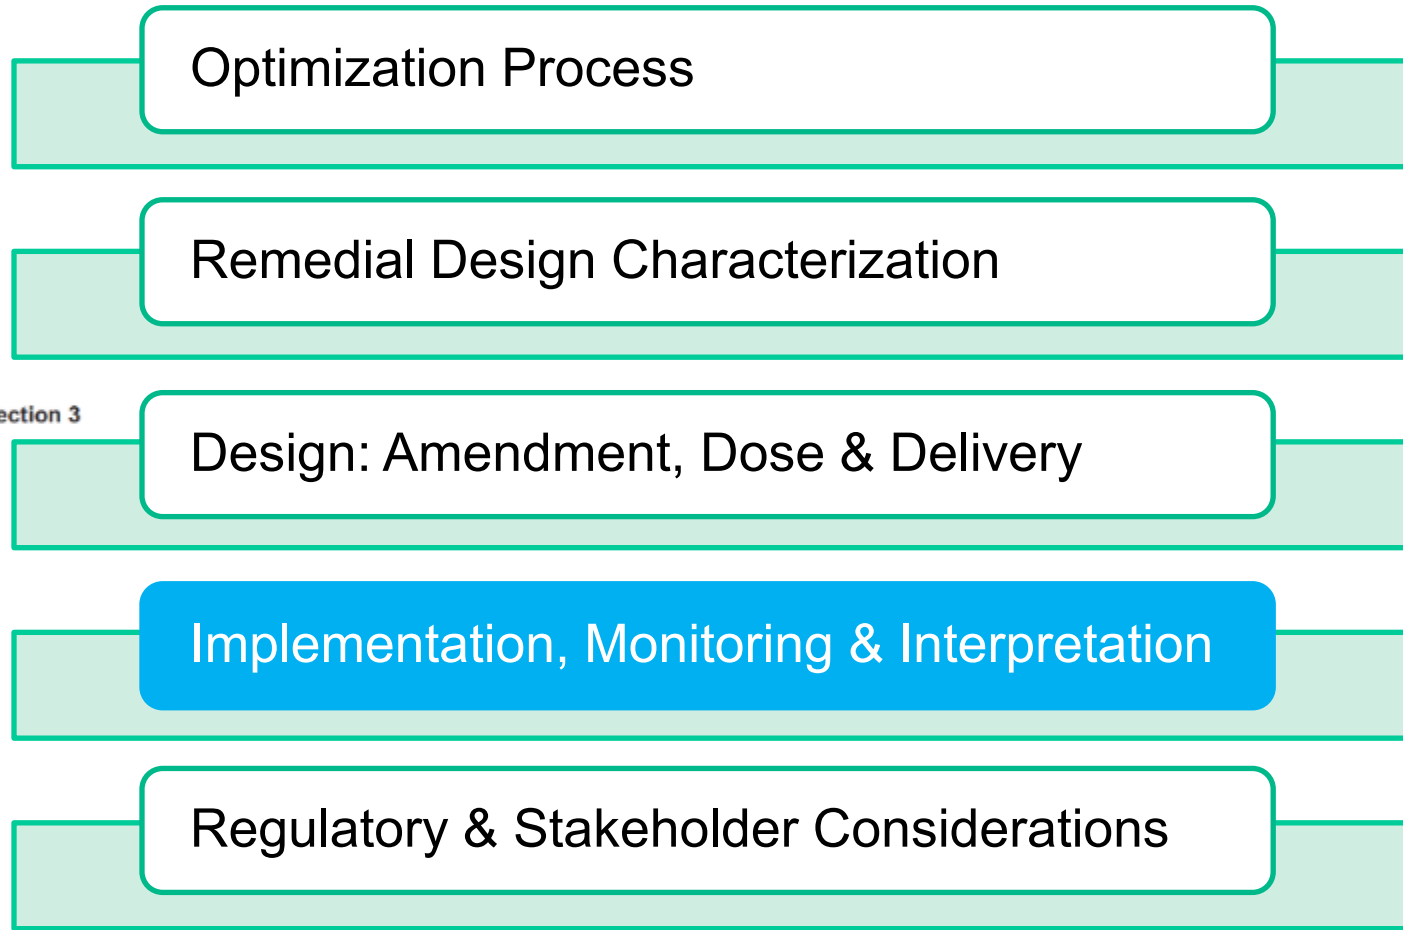 Optimization Process
Remedial Design Characterization
ection 3
Design: Amendment, Dose & Delivery
Implementation, Monitoring & Interpretation
Regulatory & Stakeholder Considerations